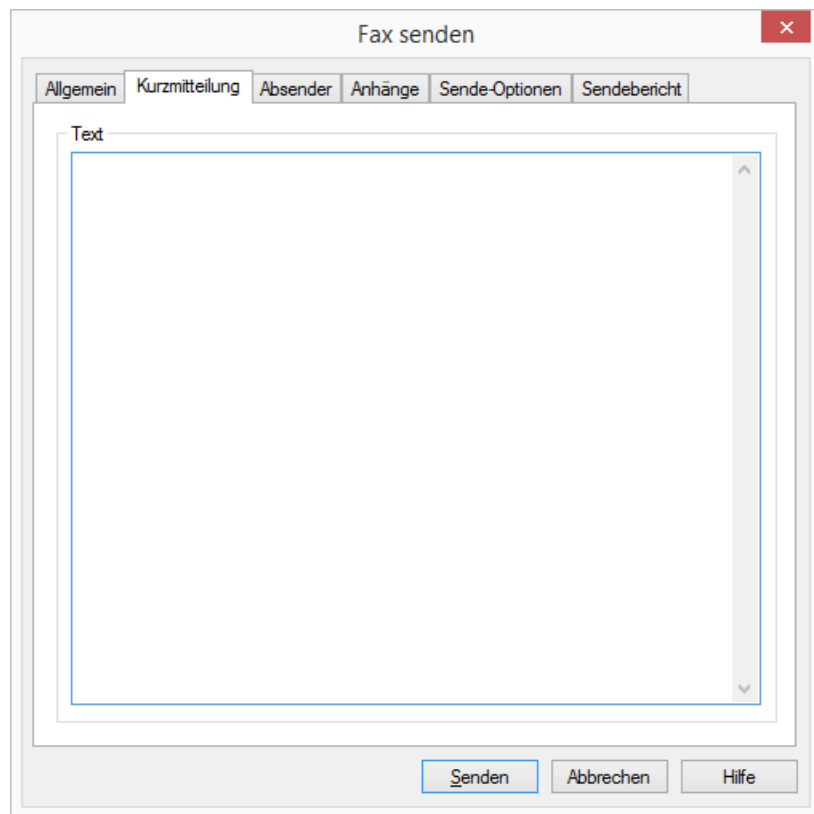 Fax senden
Allgemein Kurzmitteilung Absender Anhänge Sende-Optionen Sendebericht
Text
Senden Abbrechen Hilfe